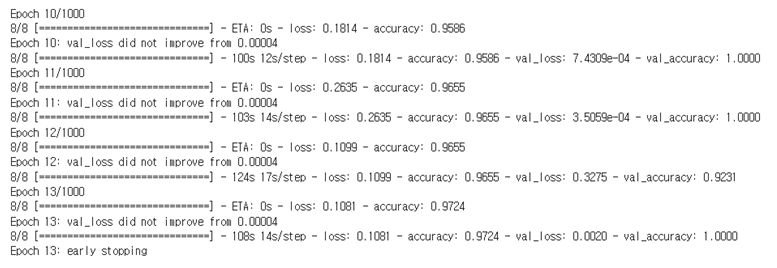 Epoch 10/1000
8/8 [==============================] - ETA: 0s - loss: 0.1814 - accuracy: 0.9586
Epoch 10: val_loss did not improve from 0.00004
8/8 [==============================] - 100s 12s/step - loss: 0.1814 - accuracy: 0.9586 - val_loss: 7.4309e-04 - val_accuracy: 1.0000
Epoch 11/1000
8/8 [==============================] - ETA: 0s - loss: 0.2635 - accuracy: 0.9655
Epoch 11: val_loss did not improve from 0.00004
8/8 [==============================] - 103s 14s/step - loss: 0.2635 - accuracy: 0.9655 - val_loss: 3.5059e-04 - val_accuracy: 1.0000
Epoch 12/1000
8/8 [==============================] - ETA: 0s - loss: 0.1099 - accuracy: 0.9655
Epoch 12: val_loss did not improve from 0.00004
8/8 [==============================] - 124s 17s/step - loss: 0.1099 - accuracy: 0.9655 - val_loss: 0.3275 - val_accuracy: 0.9231
Epoch 13/1000
8/8 [==============================] - ETA: 0s - loss: 0.1081 - accuracy: 0.9724
Epoch 13: val_loss did not improve from 0.00004
8/8 [==============================] - 108s 14s/step - loss: 0.1081 - accuracy: 0.9724 - val_loss: 0.0020 - val_accuracy: 1.0000
Epoch 13: early stopping